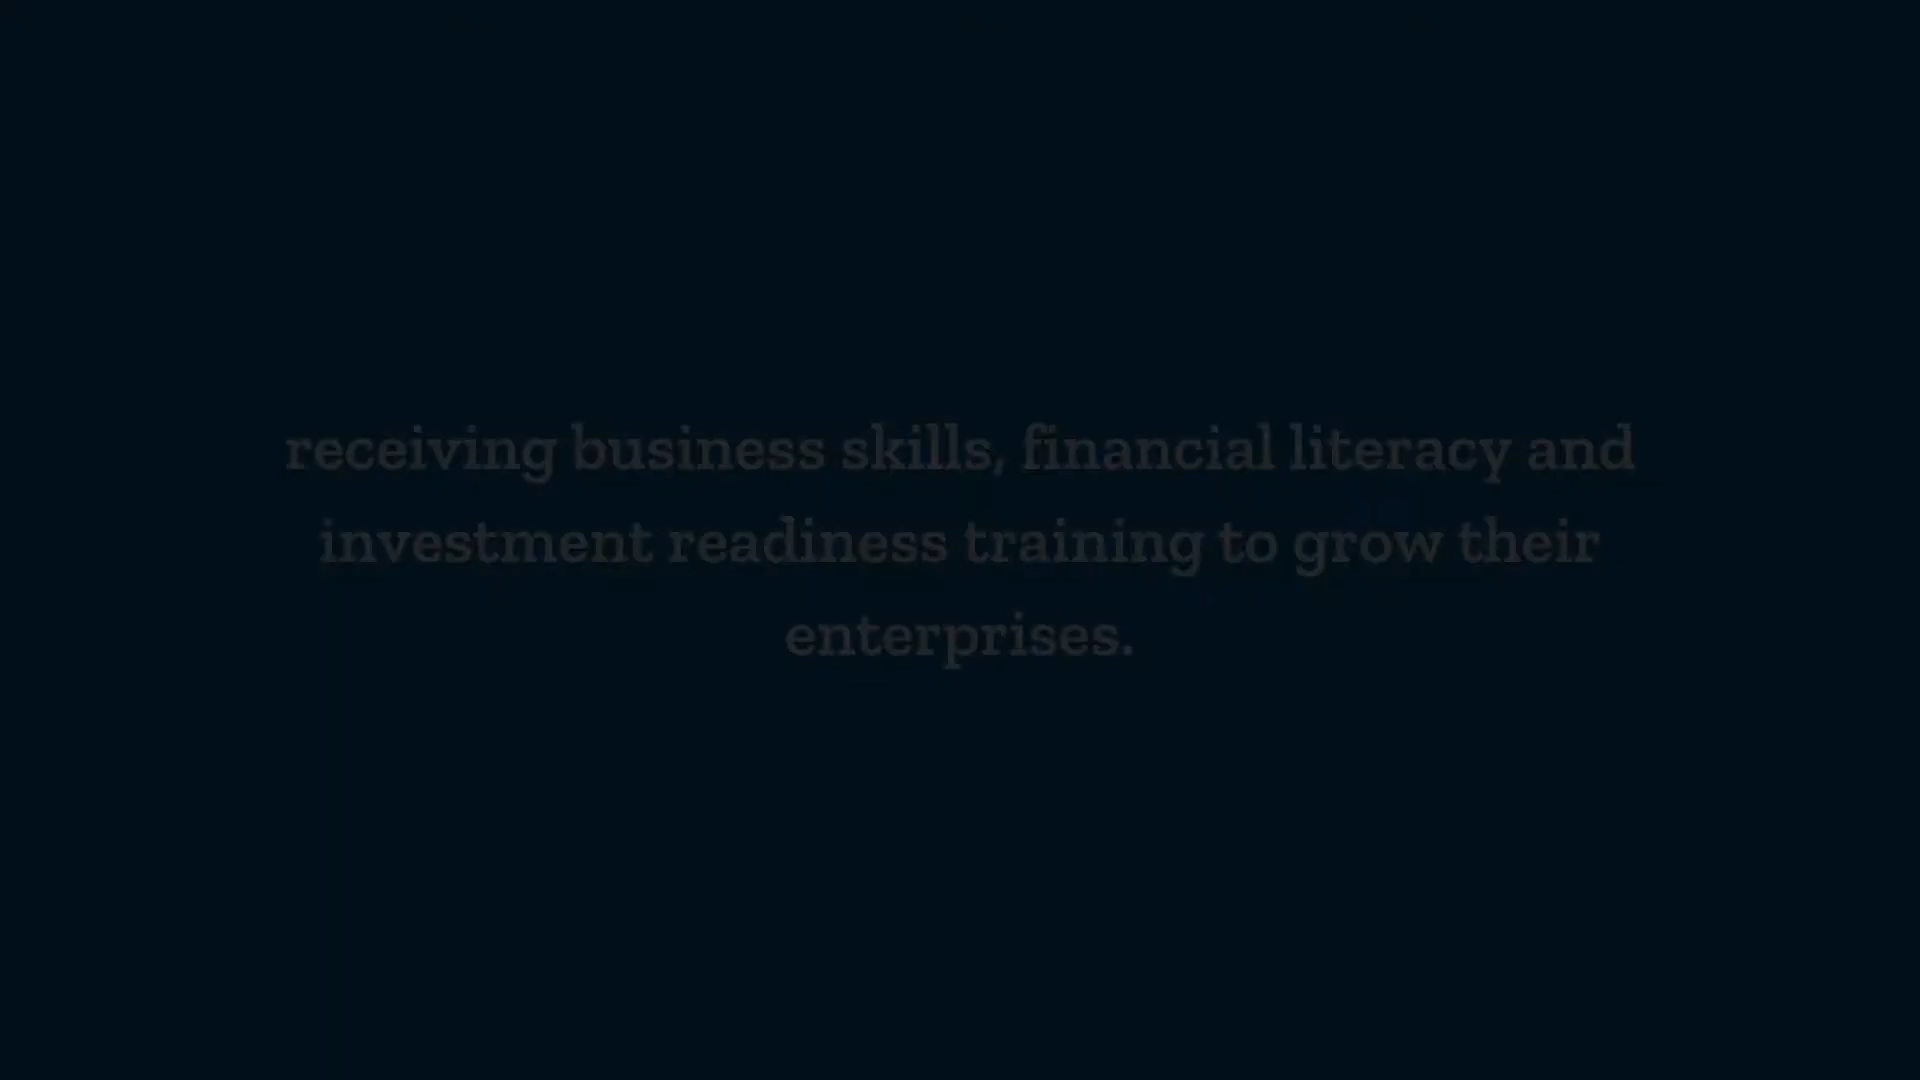 receiving business skills, financial literacy and
investment readiness training to grow their
enterprises.